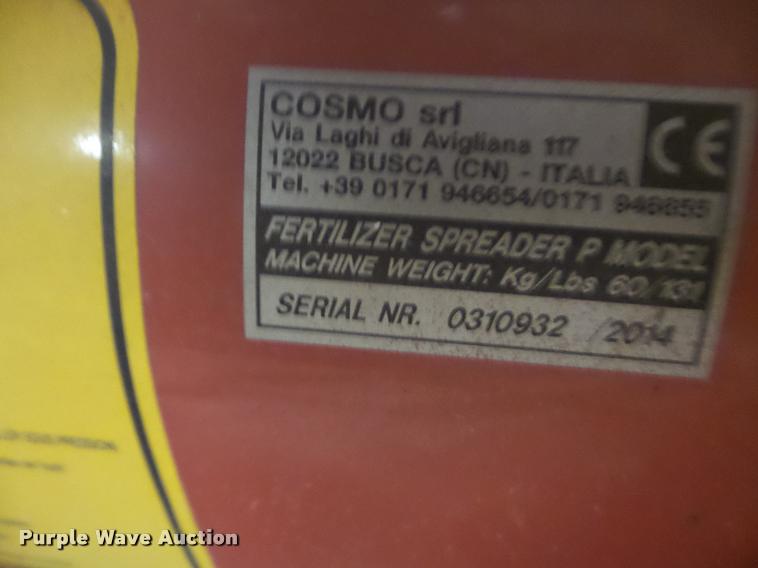 COSMO srl
Via Laghi di Avigliana 117
12022 BUSCA (CN) - ITALIA
Tel. +39 0171 946654/0171 946655
CE
FERTILIZER SPREADER P MODEL
MACHINE WEIGHT: Kg/Lbs 60/131
SERIAL NR. 0310932 /2014
Purple Wave Auction